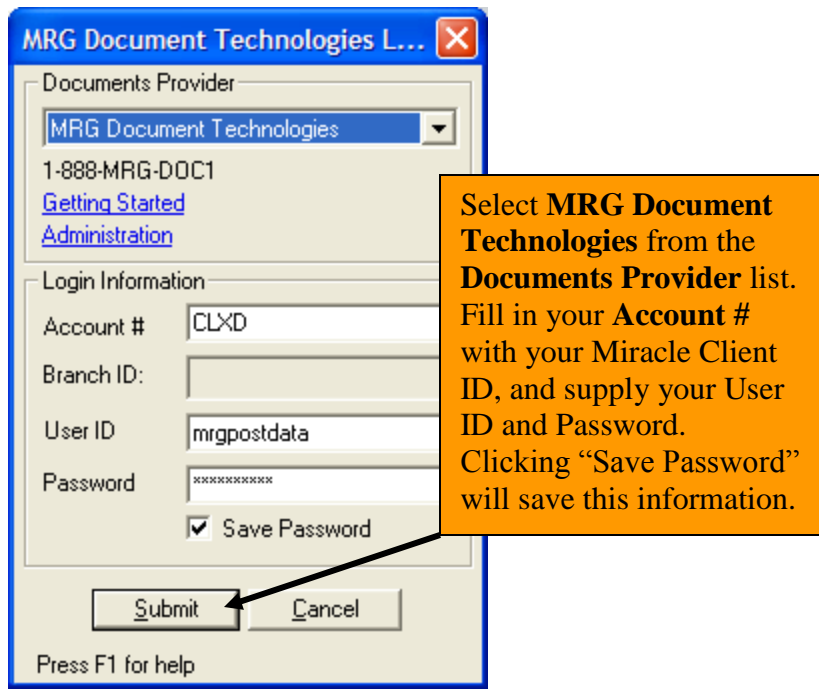 MRG Document Technologies L...
Documents Provider
MRG Document Technologies
1-888-MRG-DOC1
Getting Started
Administration
Login Information
Account # CLXD
Branch ID:
User ID mrgpostdata
Password **********
Save Password
Submit Cancel
Press F1 for help
Select MRG Document
Technologies from the
Documents Provider list.
Fill in your Account #
with your Miracle Client
ID, and supply your User
ID and Password.
Clicking “Save Password”
will save this information.